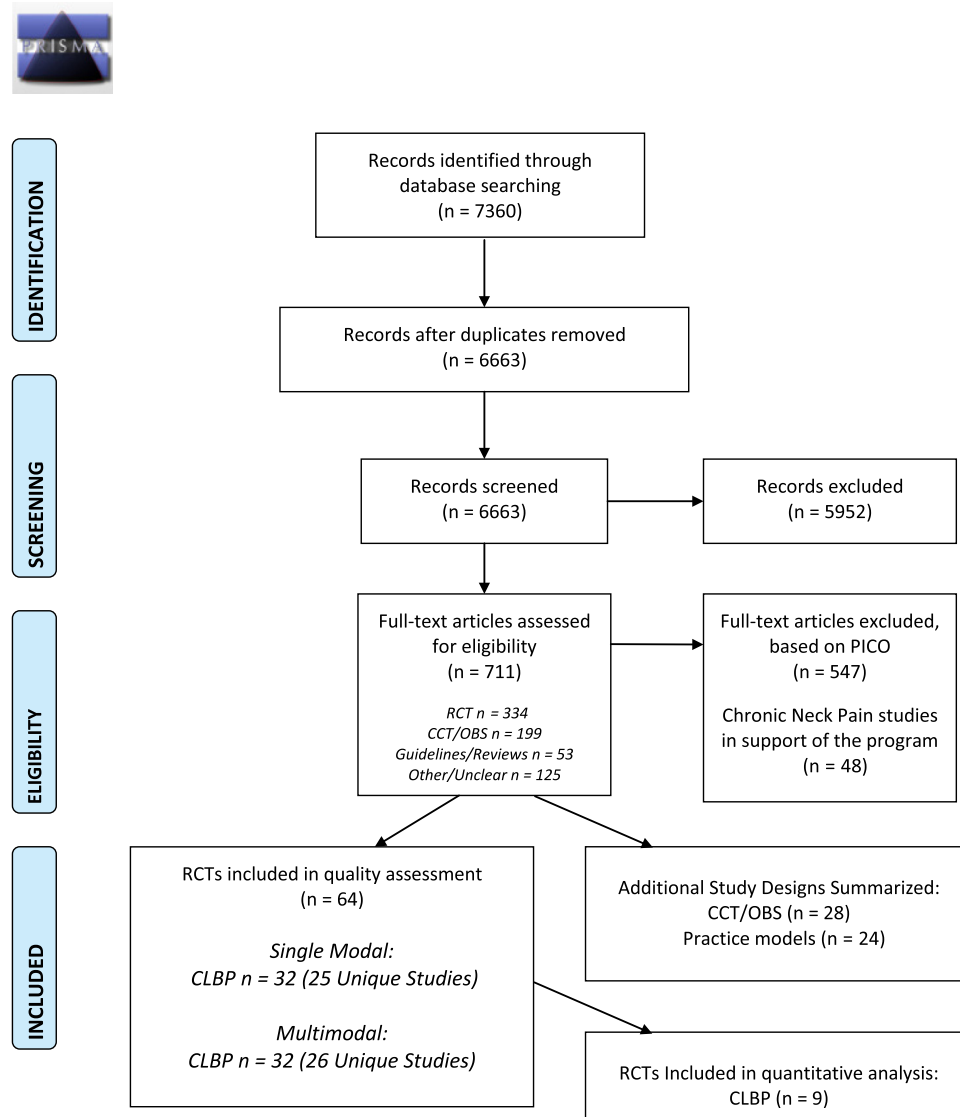 PRISMA
IDENTIFICATION
Records identified through
database searching
(n = 7360)
Records after duplicates removed
(n = 6663)
SCREENING
Records screened
(n = 6663)
Records excluded
(n = 5952)
ELIGIBILITY
Full-text articles assessed
for eligibility
(n = 711)
RCT n = 334
CCT/OBS n = 199
Guidelines/Reviews n = 53
Other/Unclear n = 125
Full-text articles excluded,
based on PICO
(n = 547)
Chronic Neck Pain studies
in support of the program
(n = 48)
INCLUDED
RCTs included in quality assessment
(n = 64)
Single Modal:
CLBP n = 32 (25 Unique Studies)
Multimodal:
CLBP n = 32 (26 Unique Studies)
Additional Study Designs Summarized:
CCT/OBS (n = 28)
Practice models (n = 24)
RCTs Included in quantitative analysis:
CLBP (n = 9)